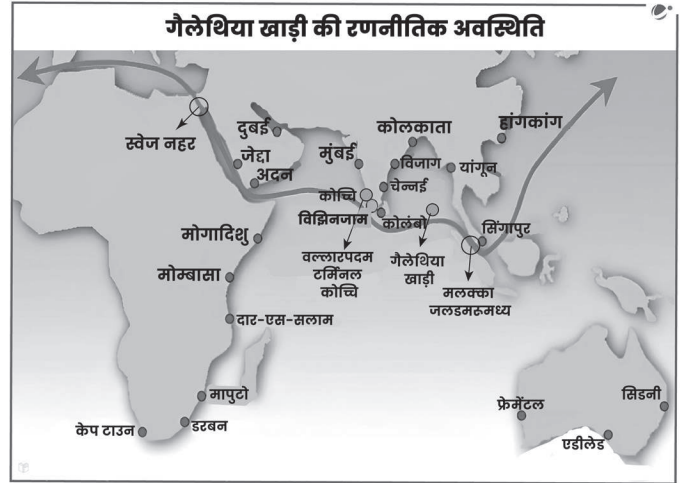 गैलेथिया खाड़ी की रणनीतिक अवस्थिति
स्वेज नहर
दुबई
जेद्दा
अदन
मुंबई
कोलकाता
विजाग
यांगून
हांगकांग
चेन्नई
कोच्चि
विझिनजाम
कोलंबो
सिंगापुर
वल्लारपदम
टर्मिनल
कोच्चि
गैलेथिया
खाड़ी
मलक्का
जलडमरूमध्य
मोगादिशु
मोम्बासा
दार-एस-सलाम
मापुटो
डरबन
केप टाउन
फ्रेमेंटल
सिडनी
एडीलेड